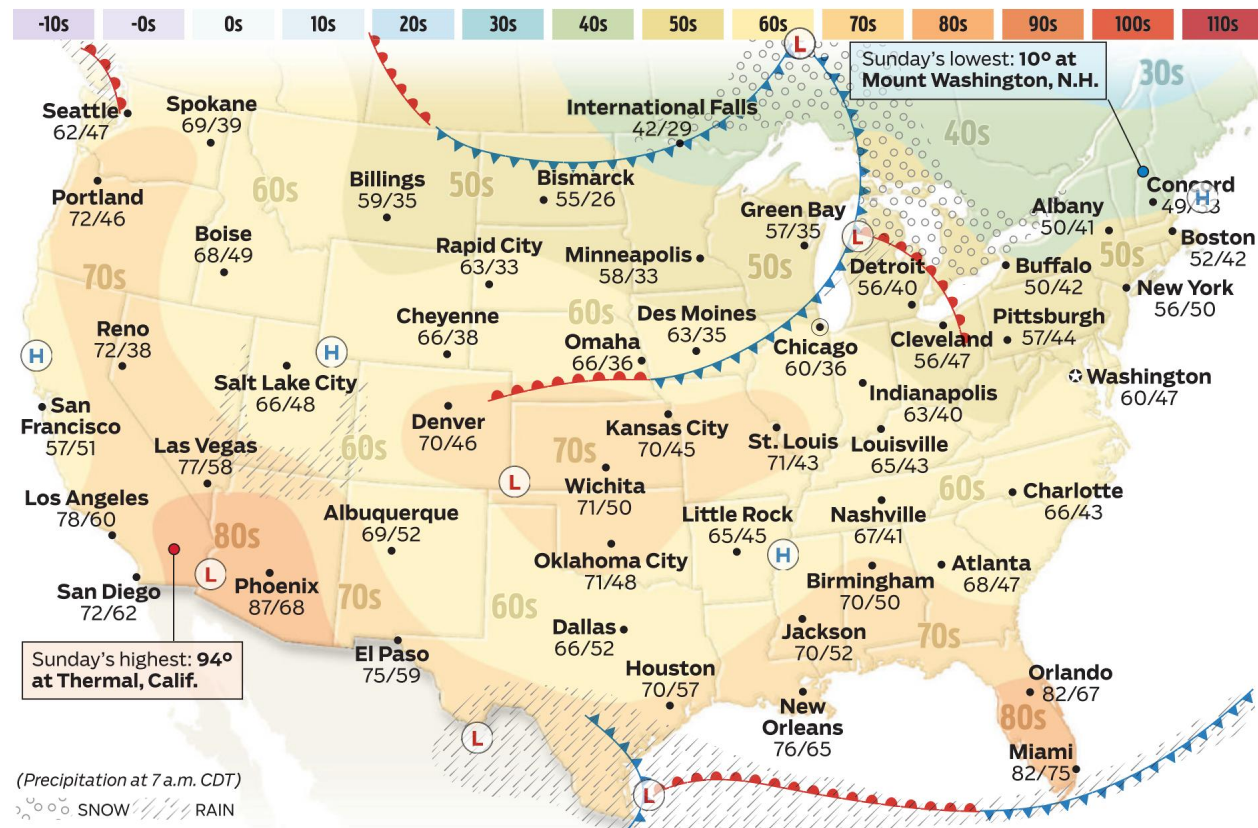 -10s -0s 0s 10s 20s 30s 40s 50s 60s 70s 80s 90s 100s 110s
L
Sunday's lowest: 10º at
Mount Washington, N.H.
30s
Seattle
62/47
Spokane
69/39
International Falls
42/29
40s
60s
50s
Portland
72/46
Billings
59/35
Bismarck
55/26
Concord
H
Albany
50/41
Boston
52/42
50s
Green Bay
57/35
L
Boise
68/49
Rapid City
63/33
Minneapolis
58/33
50s
Detroit
56/40
Buffalo
50/42
New York
56/50
70s
60s
Reno
72/38
Cheyenne
66/38
Omaha
66/36
Des Moines
63/35
Chicago
60/36
Cleveland
56/47
Pittsburgh
57/44
H
H
Salt Lake City
66/48
Indianapolis
63/40
Washington
60/47
San
Francisco
57/51
Las Vegas
77/58
60s
Denver
70/46
70s
Kansas City
70/45
St. Louis
71/43
Louisville
65/43
L
Wichita
71/50
60s
Los Angeles
78/60
80s
Albuquerque
69/52
Little Rock
65/45
Nashville
67/41
Charlotte
66/43
Oklahoma City
71/48
H
San Diego
72/62
L
Phoenix
87/68
70s
60s
Birmingham
70/50
Atlanta
68/47
Dallas
66/52
Jackson
70/52
70s
Sunday's highest: 94º
at Thermal, Calif.
El Paso
75/59
Houston
70/57
Orlando
82/67
New
Orleans
76/65
80s
L
Miami
82/75
L
(Precipitation at 7 a.m. CDT)
SNOW RAIN